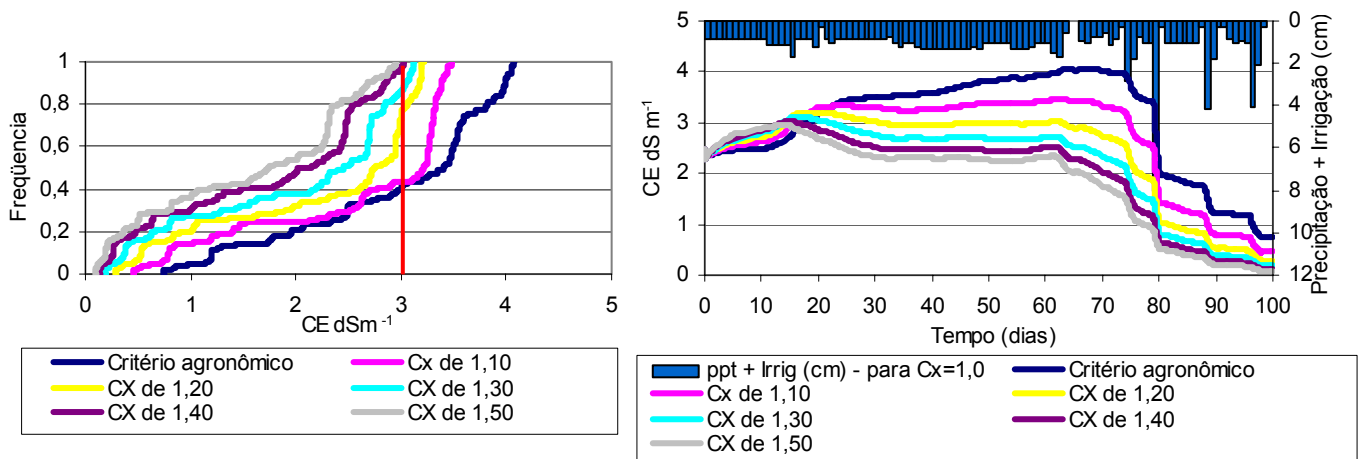 Freqüencia
1
0,8
0,6
0,4
0,2
0
0 1 2 3 4 5
CE dSm⁻¹
Critério agronômico
Cx de 1,10
CX de 1,20
CX de 1,30
CX de 1,40
CX de 1,50
CE dS m⁻¹
5
4
3
2
1
0
0 10 20 30 40 50 60 70 80 90 100
Tempo (dias)
0
2
4
6
8
10
12
Precipitação + Irrigação (cm)
ppt + Irrig (cm) - para Cx=1,0
Critério agronômico
Cx de 1,10
CX de 1,20
CX de 1,30
CX de 1,40
CX de 1,50